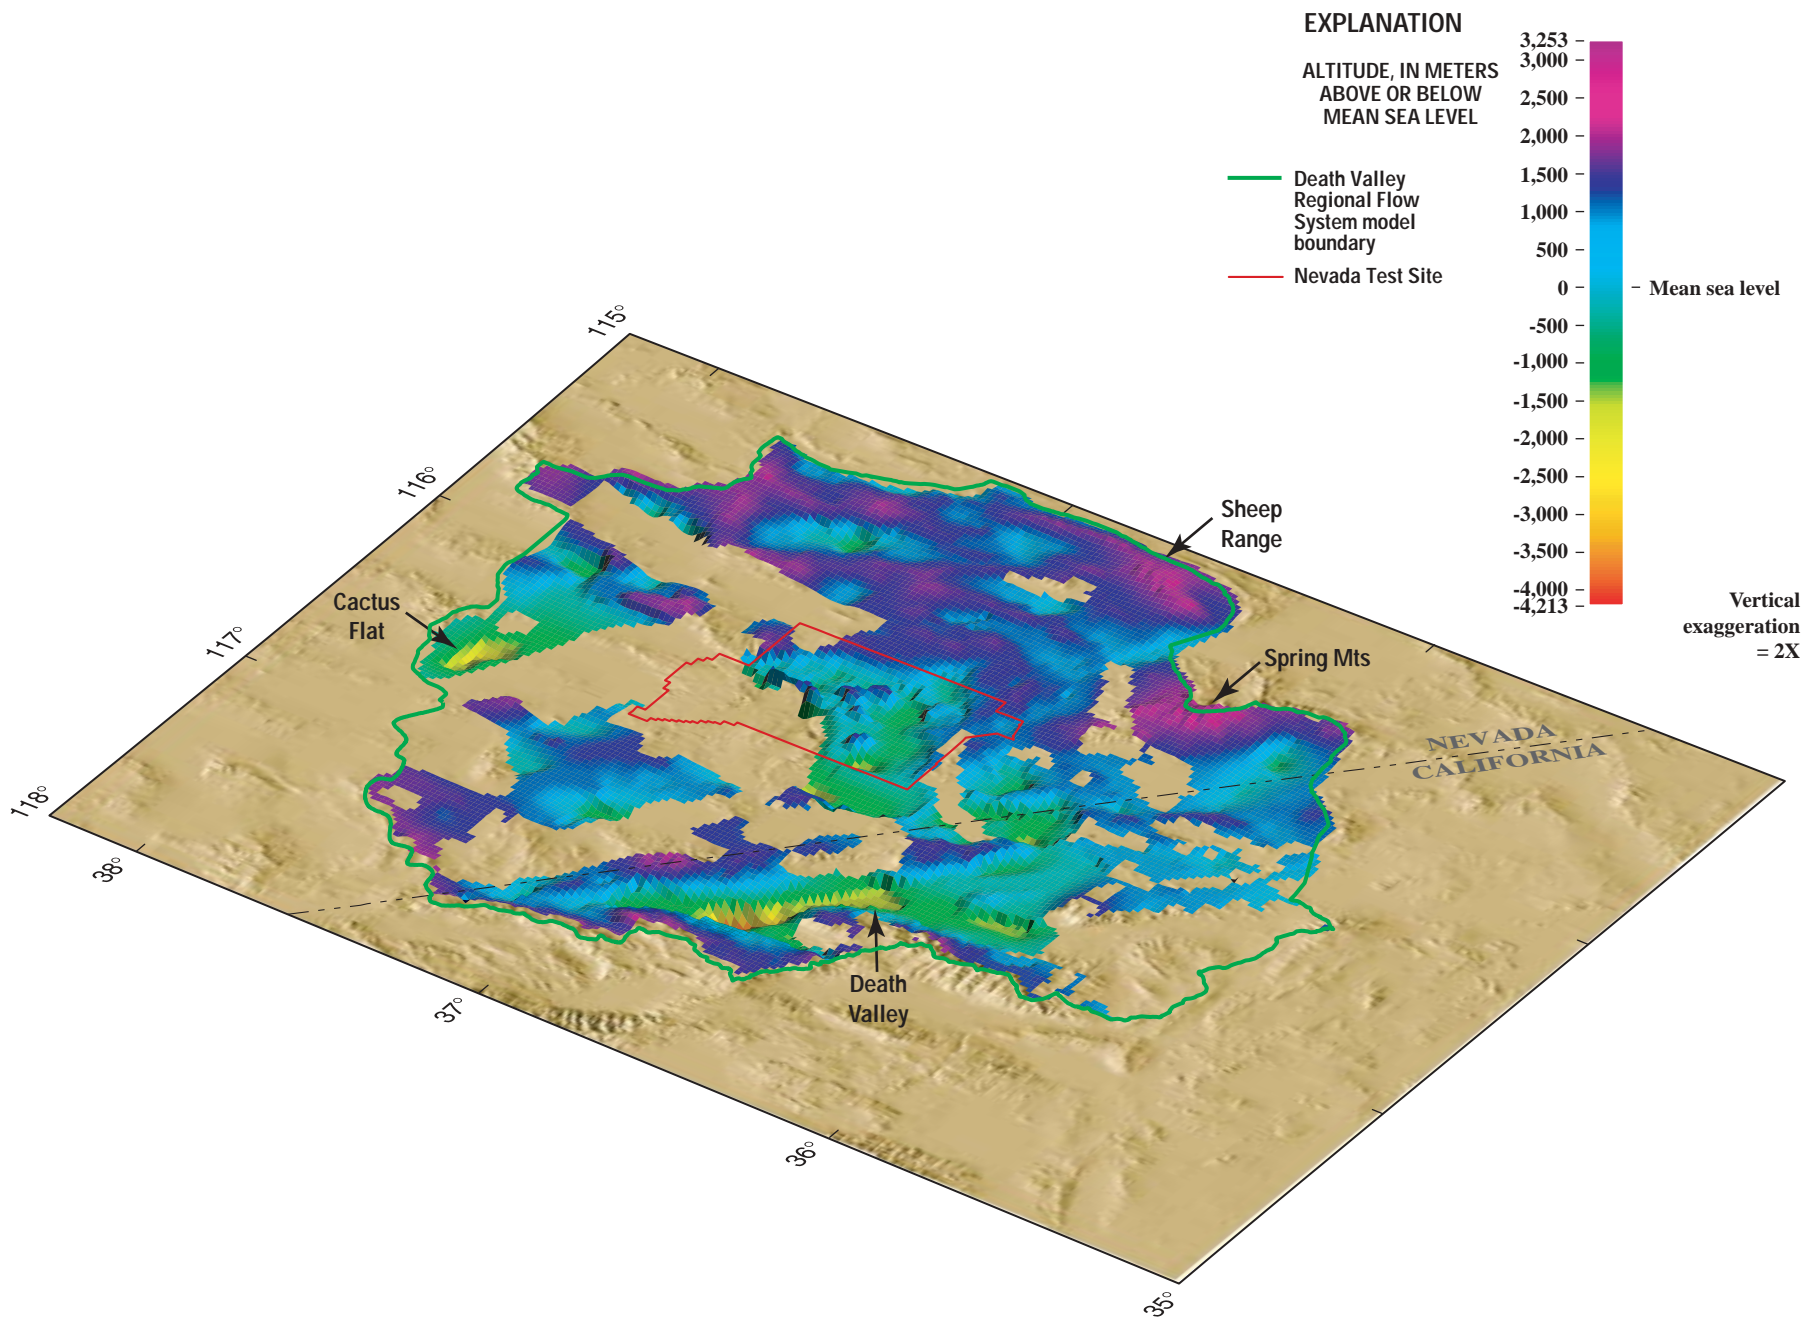 EXPLANATION
ALTITUDE, IN METERS
ABOVE OR BELOW
MEAN SEA LEVEL
3,253
3,000
2,500
2,000
1,500
1,000
500
0
-500
-1,000
-1,500
-2,000
-2,500
-3,000
-3,500
-4,000
-4,213
Mean sea level
Death Valley
Regional Flow
System model
boundary
Nevada Test Site
Vertical
exaggeration
= 2X
115°
116°
117°
118°
38°
37°
36°
35°
Sheep
Range
Cactus
Flat
Spring Mts
NEVADA
CALIFORNIA
Death
Valley